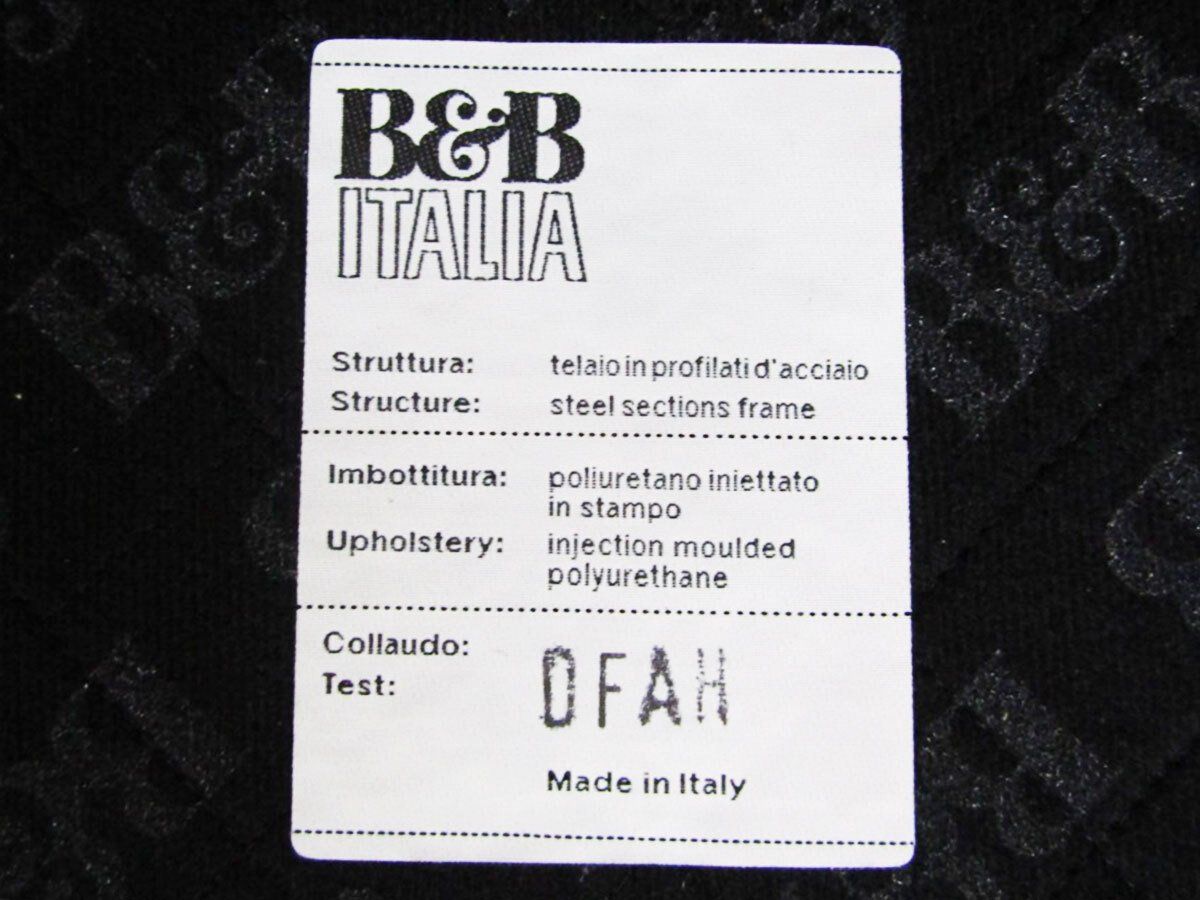 B&B
ITALIA
Struttura: telaio in profilati d'acciaio
Structure: steel sections frame
Imbottitura: poliuretano iniettato
in stampo
Upholstery: injection moulded
polyurethane
Collaudo:
Test: OFAH
Made in Italy